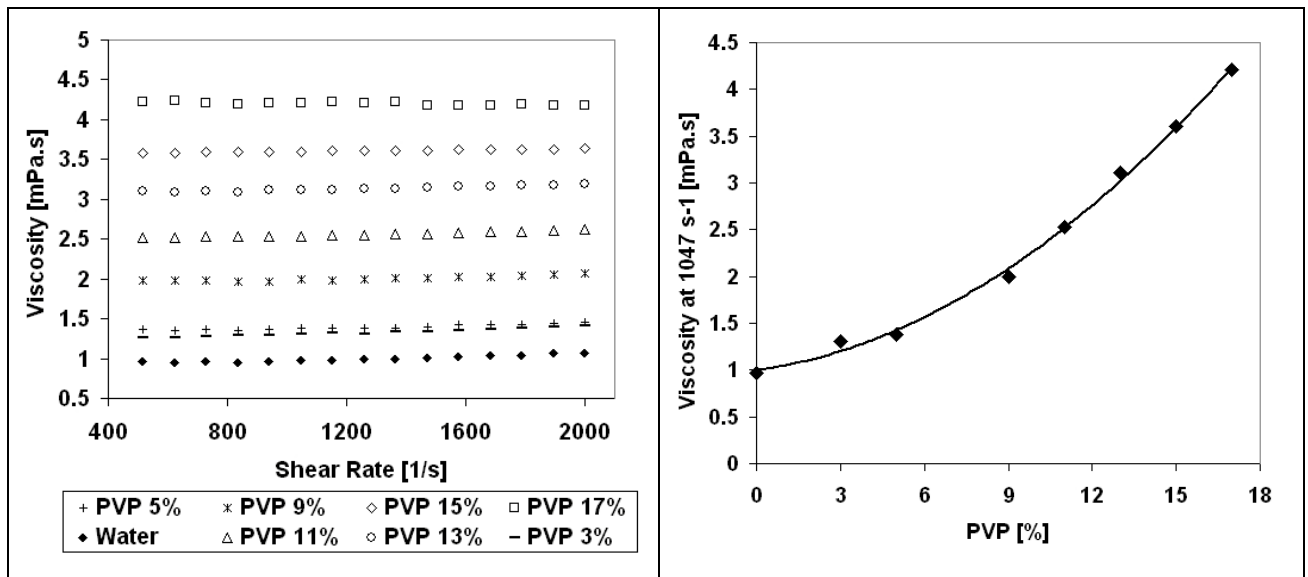 5
4.5
4
3.5
3
2.5
2
1.5
1
0.5
Viscosity [mPa.s]
400 800 1200 1600 2000
Shear Rate [1/s]
+ PVP 5% PVP 9% PVP 15% PVP 17%
Water PVP 11% PVP 13% PVP 3%
4.5
4
3.5
3
2.5
2
1.5
1
0.5
0
Viscosity at 1047 s-1 [mPa.s]
0 3 6 9 12 15 18
PVP [%]